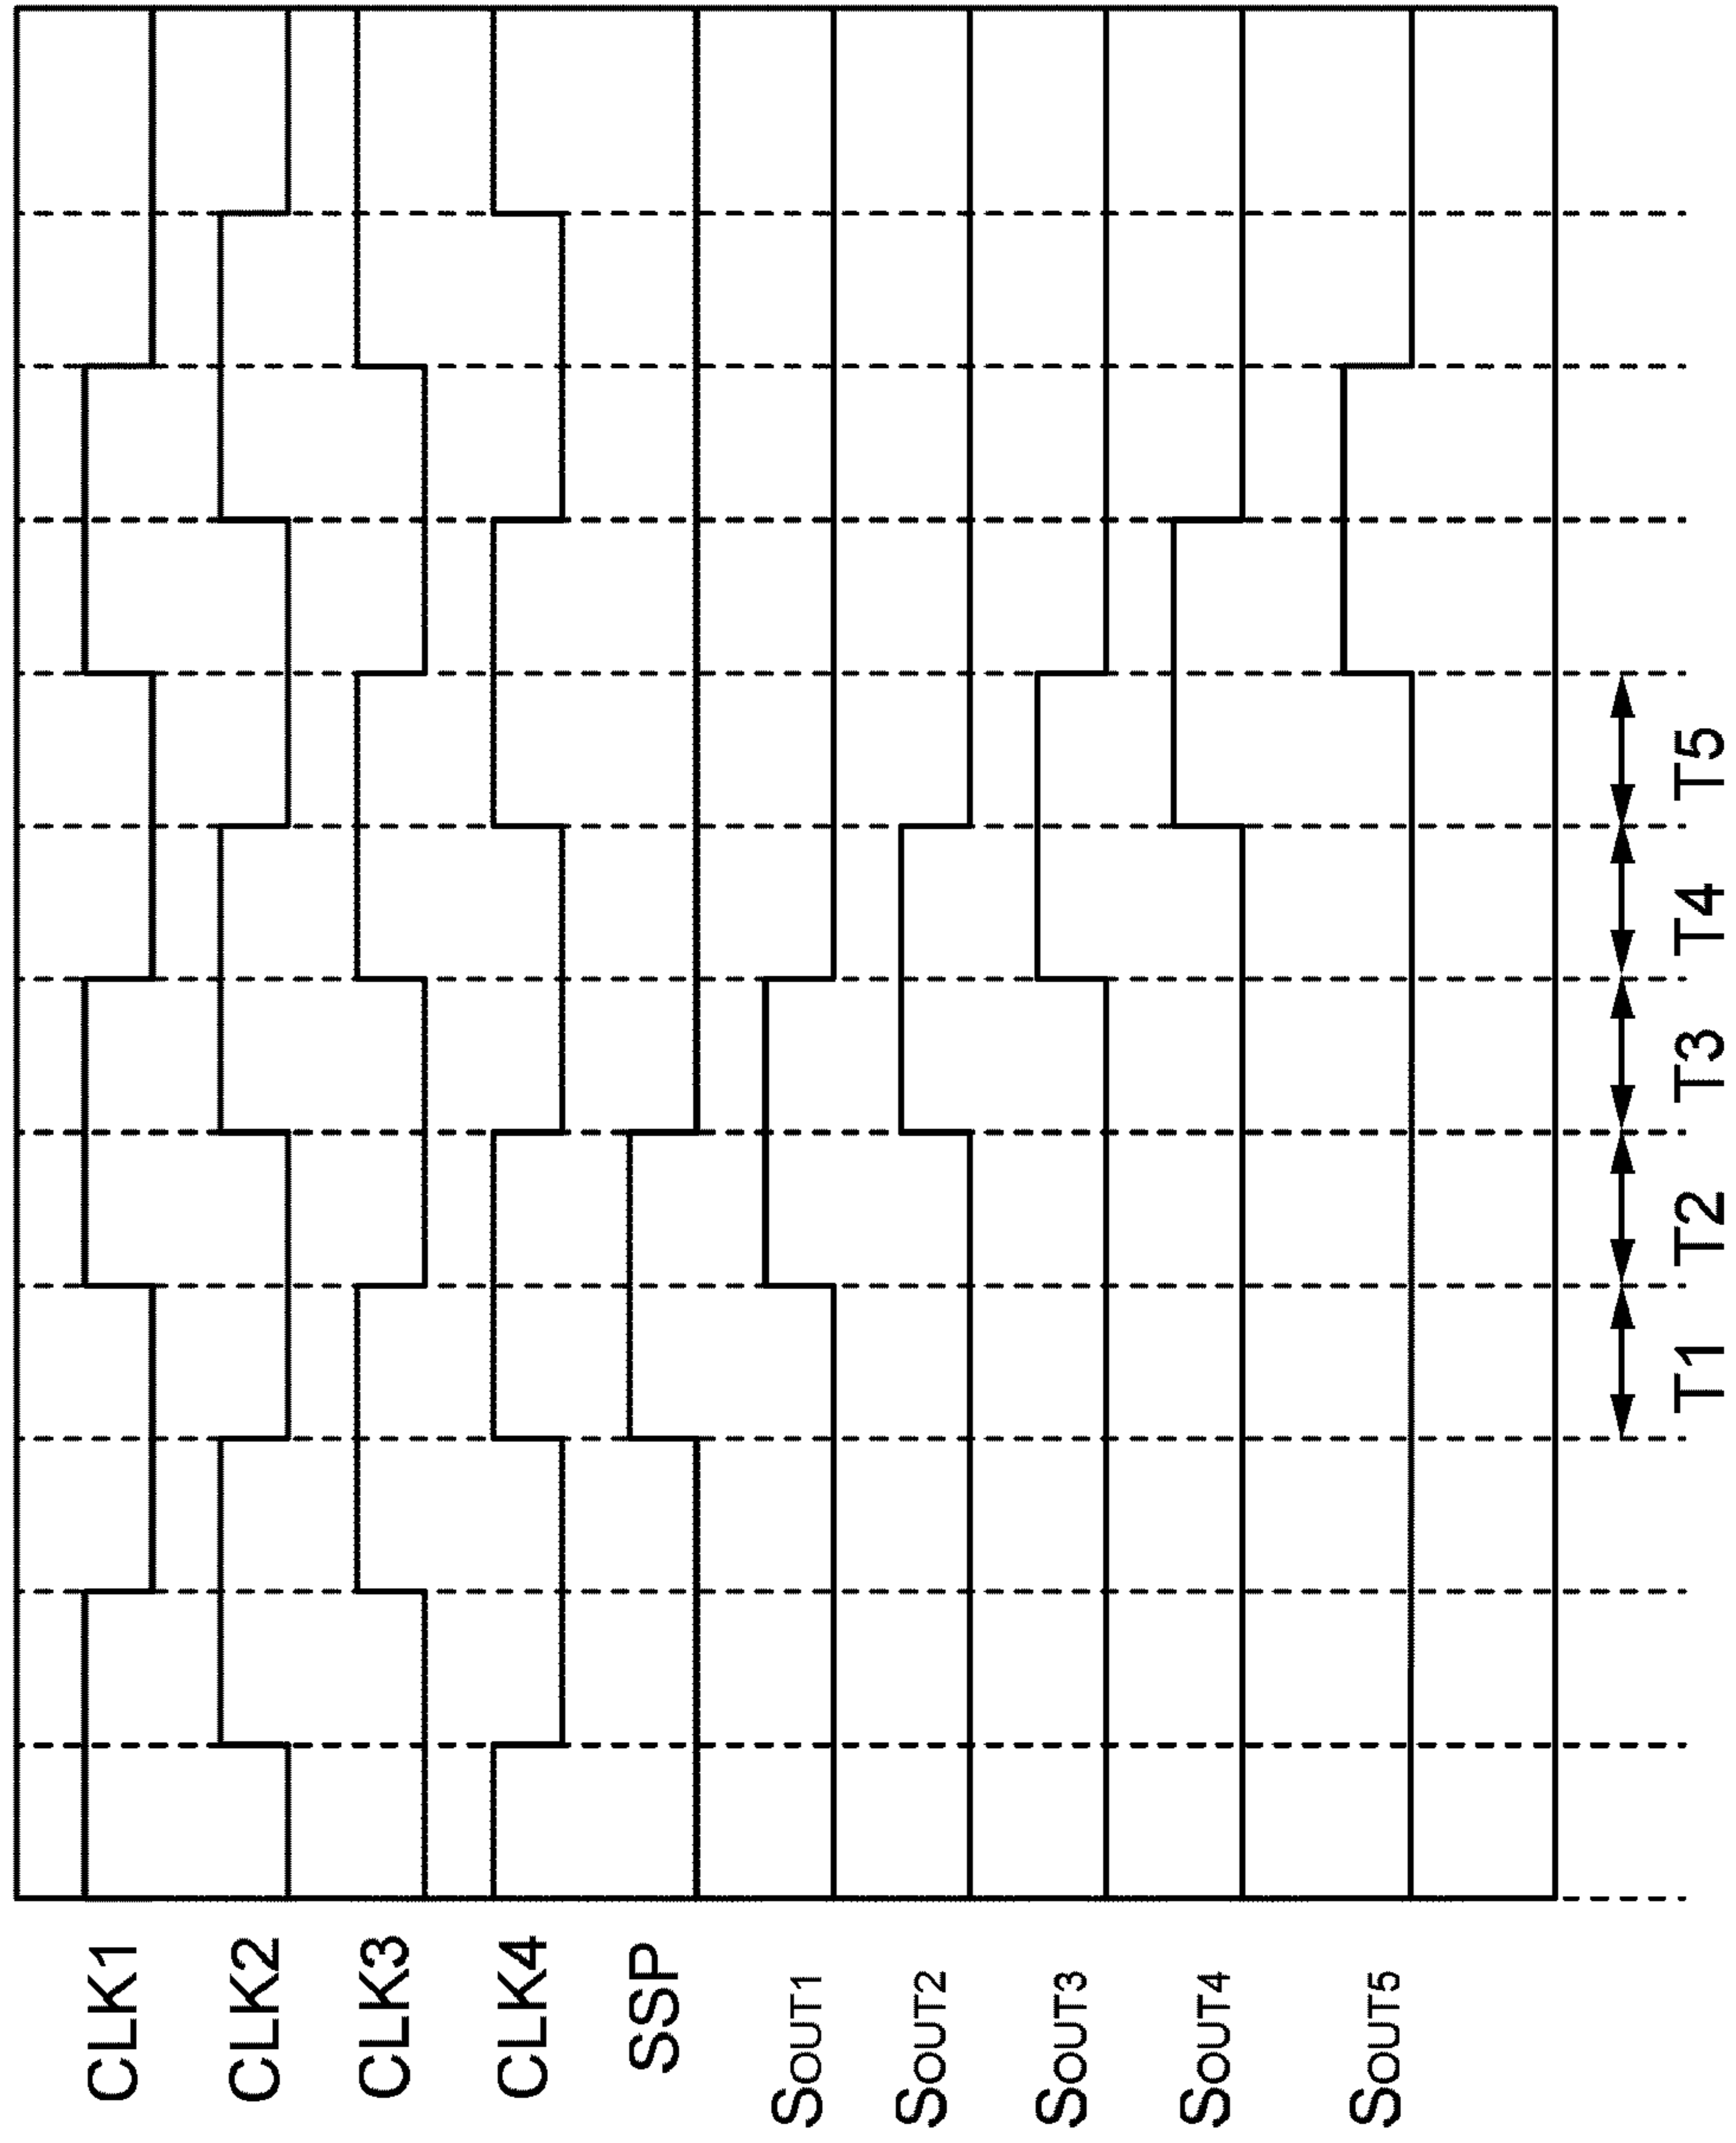 CLK1
CLK2
CLK3
CLK4
SSP
SOUT1
SOUT2
SOUT3
SOUT4
SOUT5
T1 T2 T3 T4 T5